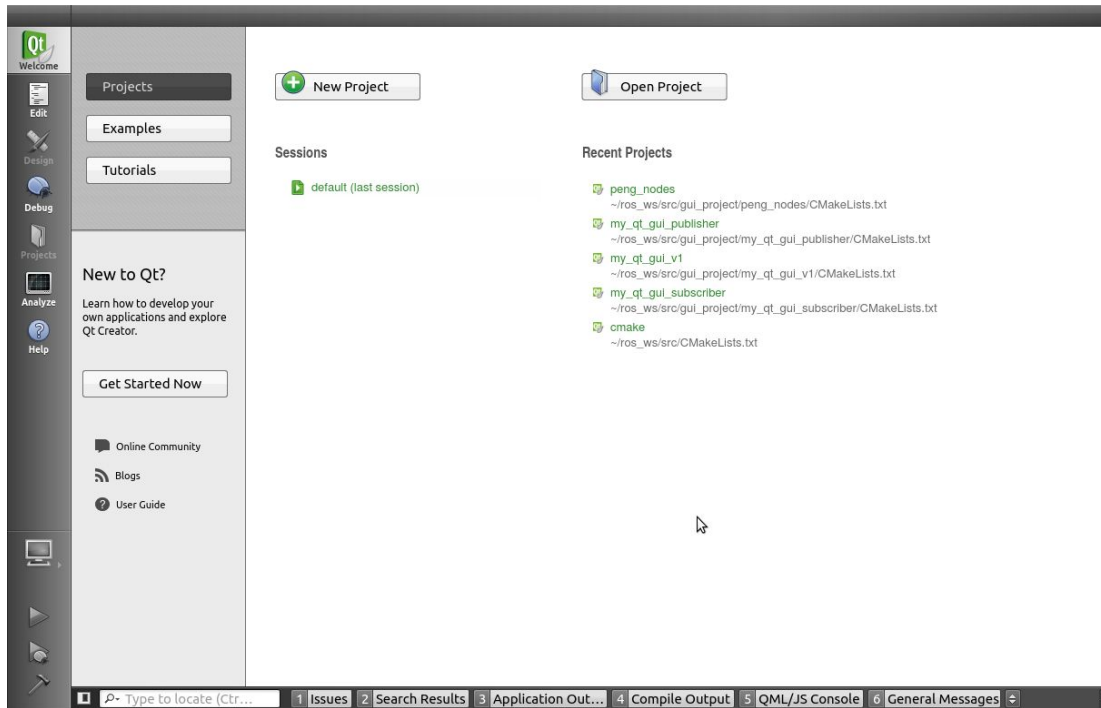 Qt
Welcome
Edit
Design
Debug
Projects
Analyze
Help
Projects
Examples
Tutorials
New to Qt?
Learn how to develop your
own applications and explore
Qt Creator.
Get Started Now
Online Community
Blogs
User Guide
New Project
Open Project
Sessions
default (last session)
Recent Projects
peng_nodes
~/ros_ws/src/gui_project/peng_nodes/CMakeLists.txt
my_qt_gui_publisher
~/ros_ws/src/gui_project/my_qt_gui_publisher/CMakeLists.txt
my_qt_gui_v1
~/ros_ws/src/gui_project/my_qt_gui_v1/CMakeLists.txt
my_qt_gui_subscriber
~/ros_ws/src/gui_project/my_qt_gui_subscriber/CMakeLists.txt
cmake
~/ros_ws/src/CMakeLists.txt
Type to locate (Ctr... 1 Issues 2 Search Results 3 Application Out... 4 Compile Output 5 QML/JS Console 6 General Messages